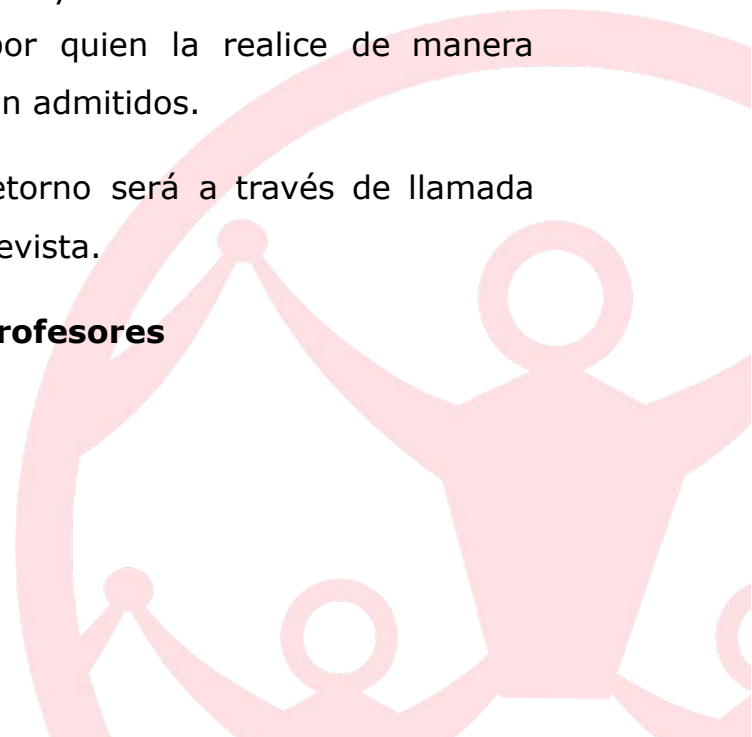 por quien la realice de manera
n admitidos.
etorno será a través de llamada
evista.
rofesores